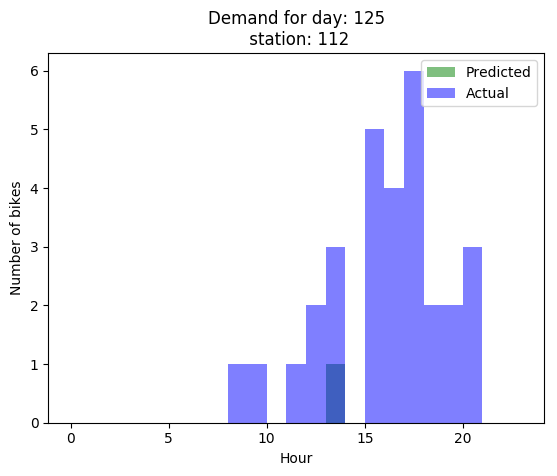 Demand for day: 125
station: 112
Predicted
Actual
Number of bikes
6
5
4
3
2
1
0
0 5 10 15 20
Hour